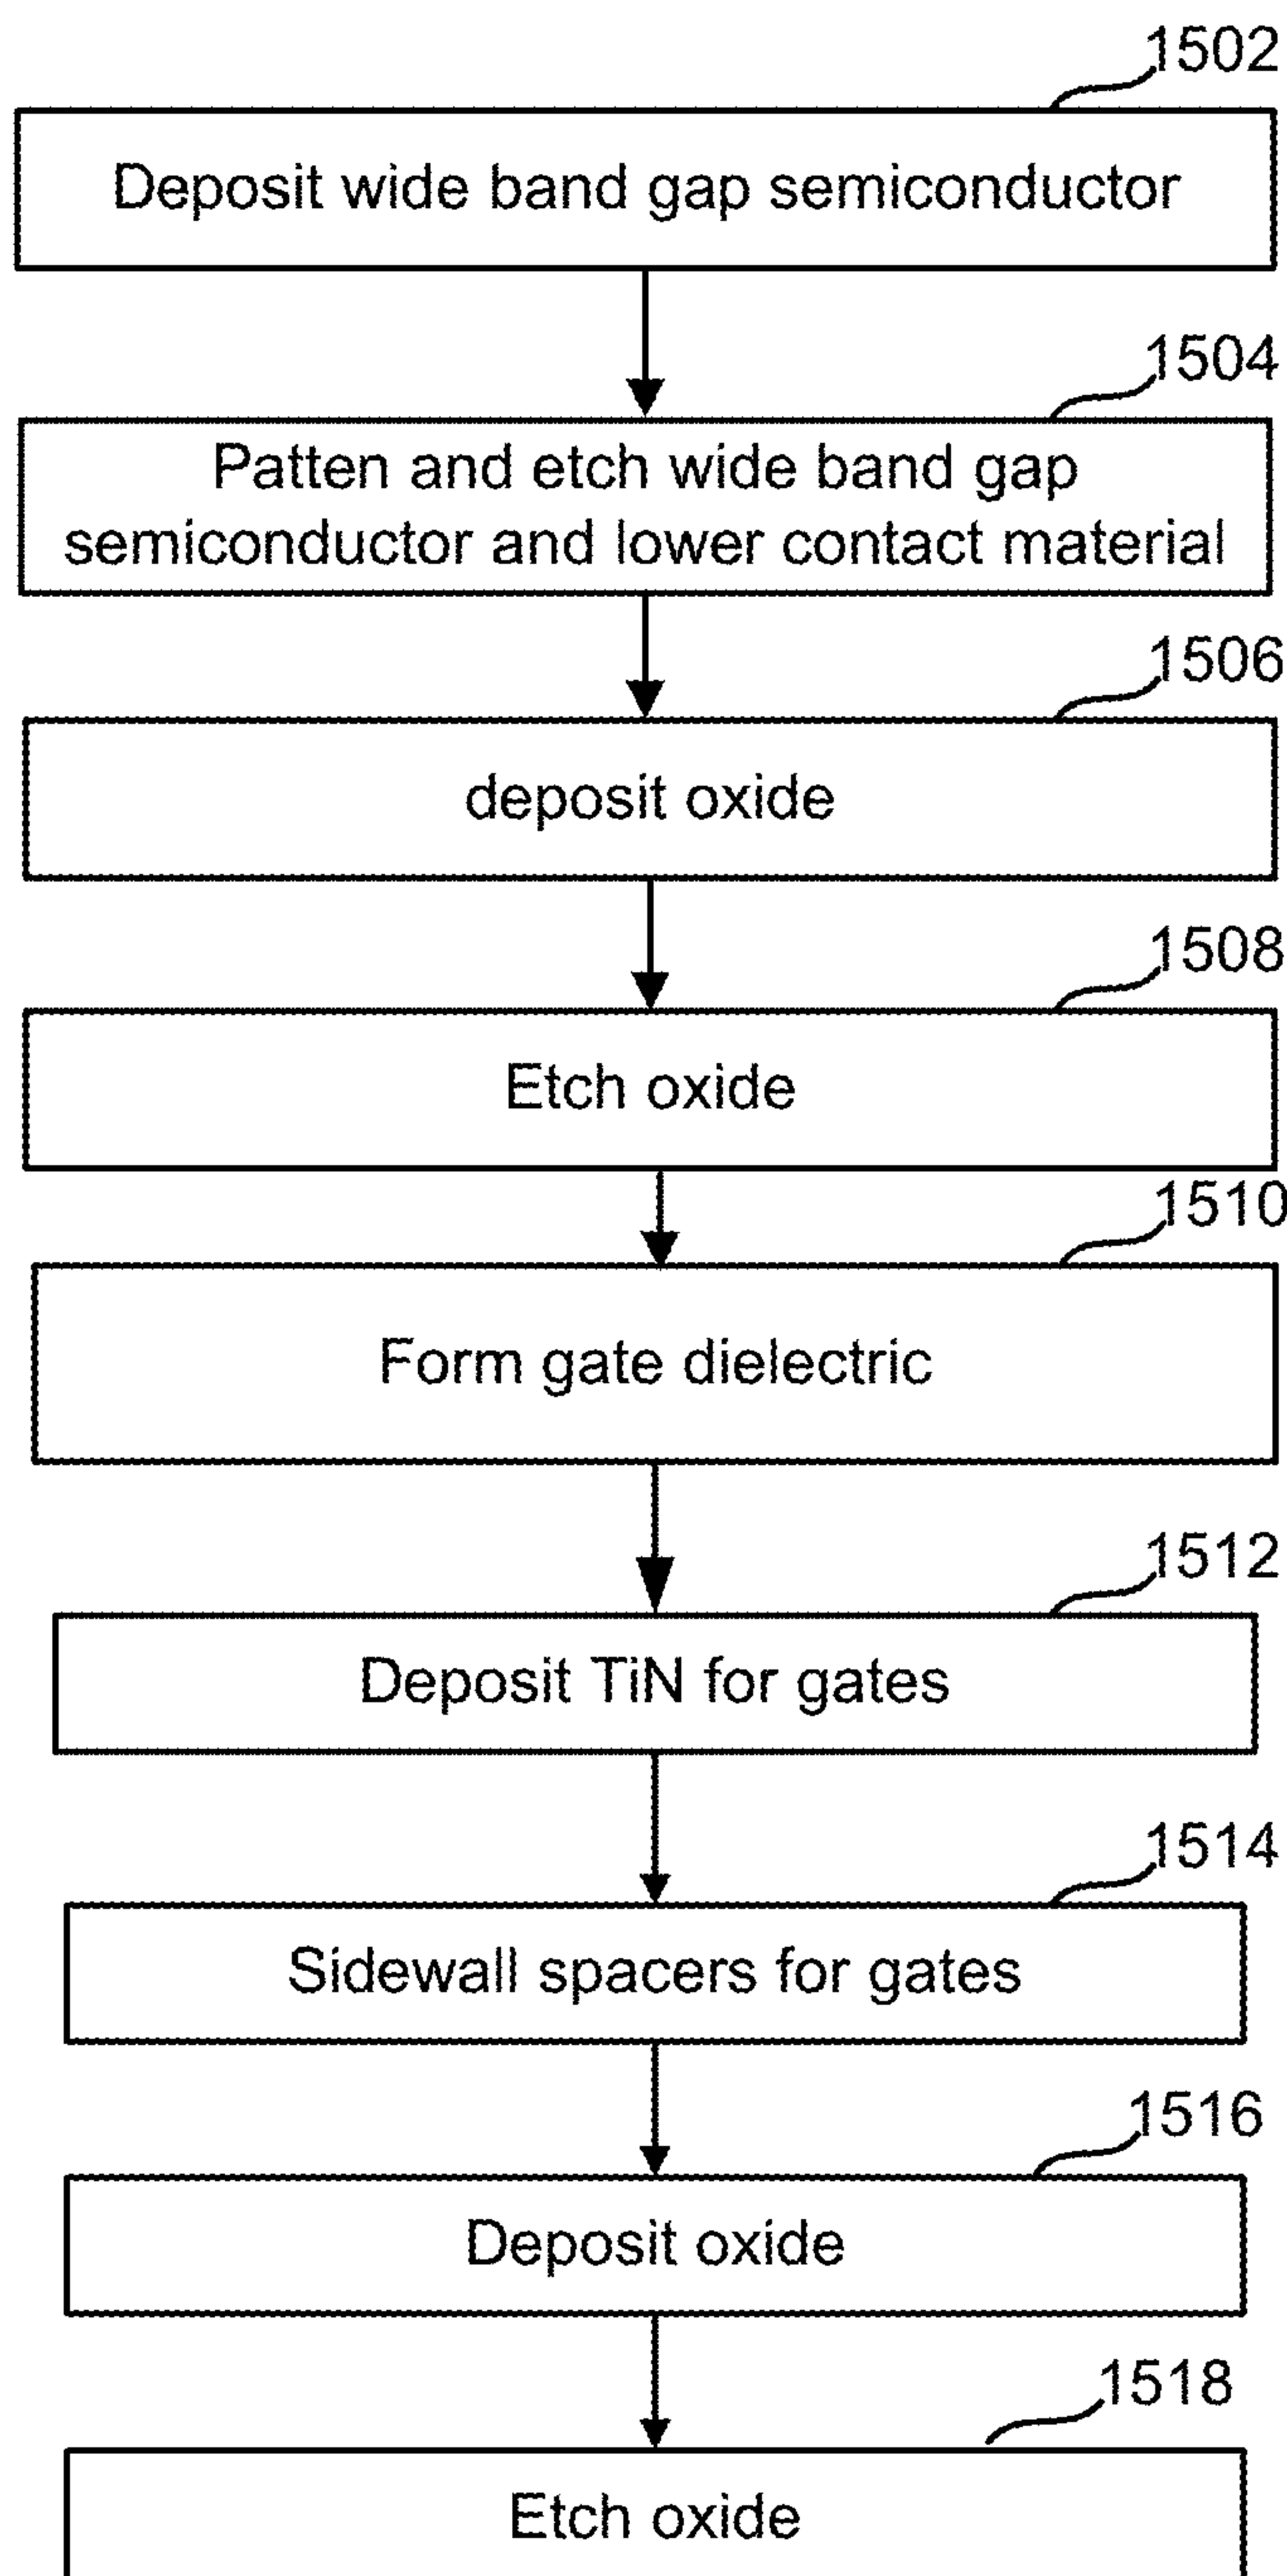 1502
Deposit wide band gap semiconductor
1504
Patten and etch wide band gap
semiconductor and lower contact material
1506
deposit oxide
1508
Etch oxide
1510
Form gate dielectric
1512
Deposit TiN for gates
1514
Sidewall spacers for gates
1516
Deposit oxide
1518
Etch oxide